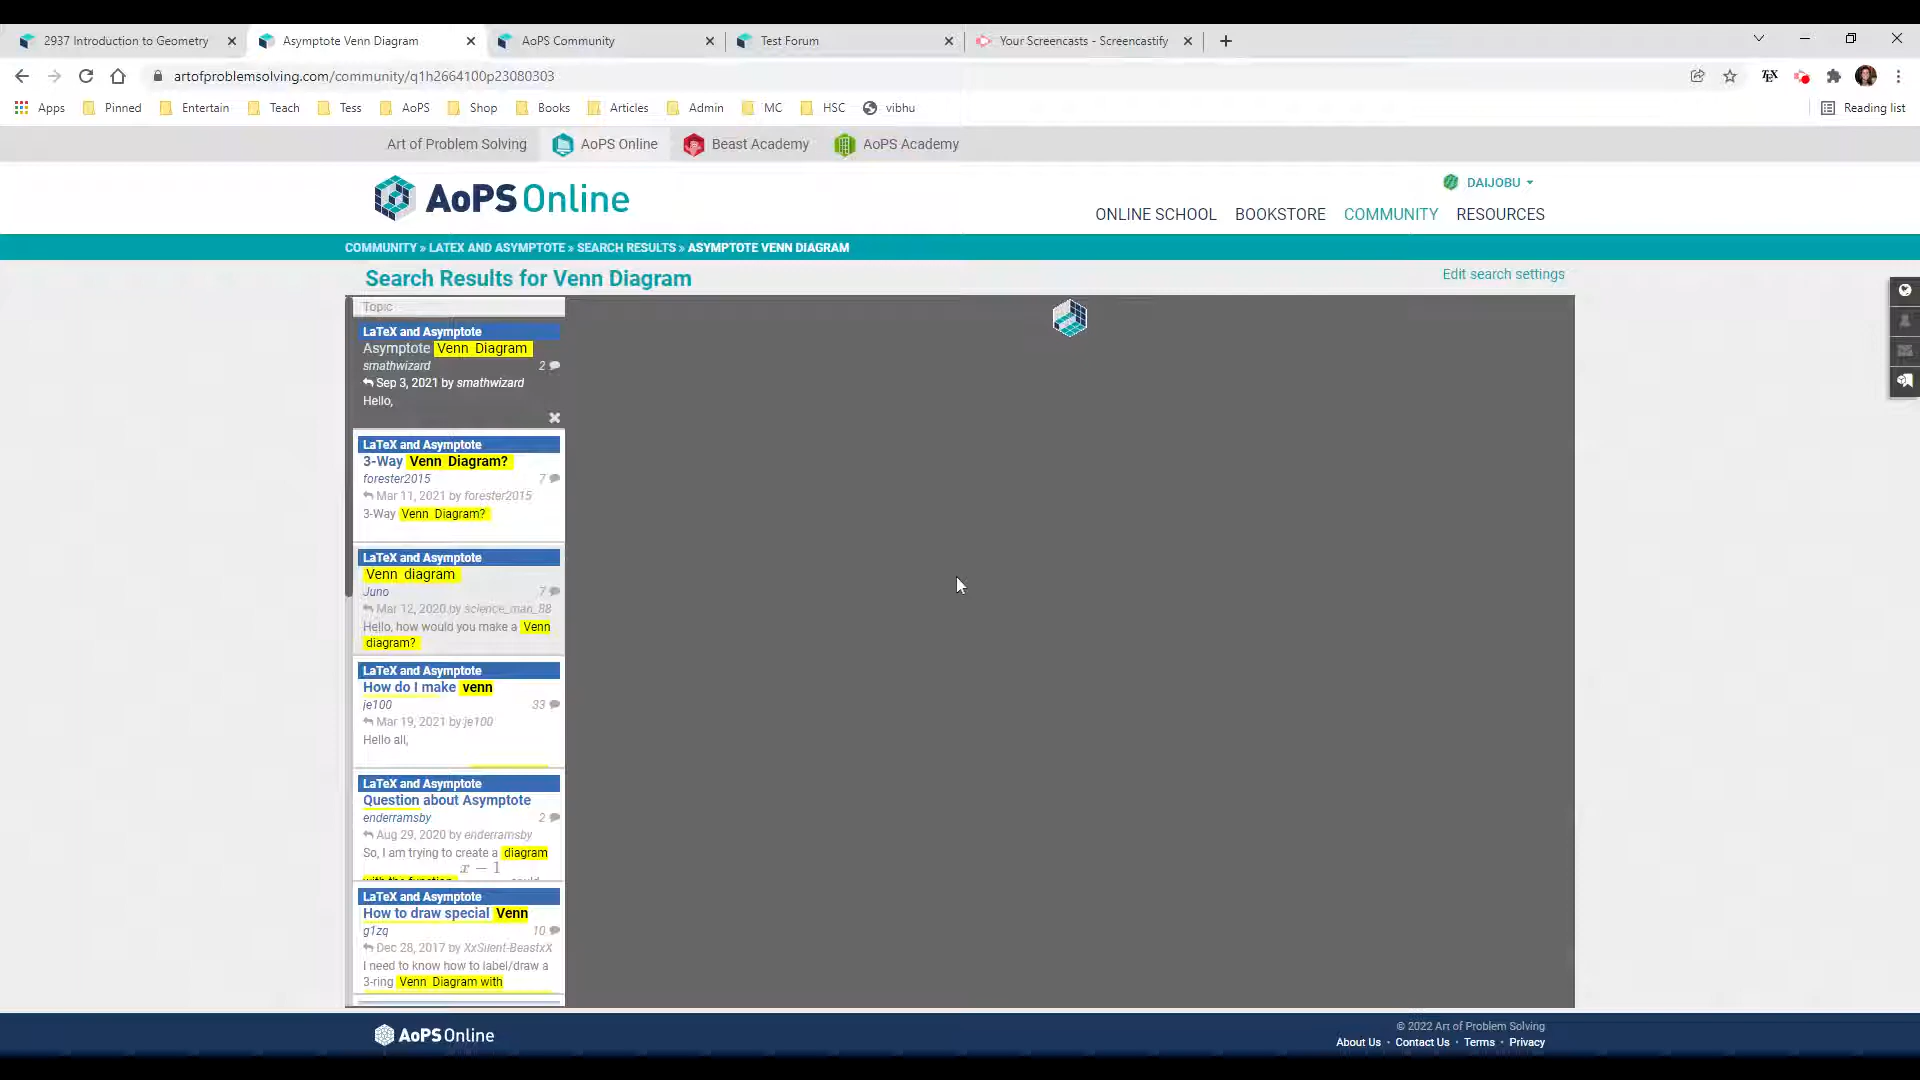 2937 Introduction to Geometry
Asymptote Venn Diagram
AoPS Community
Test Forum
Your Screencasts - Screencastify
artofproblemsolving.com/community/q1h2664100p23080303
TEX
Apps
Pinned
Entertain
Teach
Tess
AoPS
Shop
Books
Articles
Admin
MC
HSC
vibhu
Reading list
Art of Problem Solving
AoPS Online
Beast Academy
AoPS Academy
AoPS Online
DAIJOBU
ONLINE SCHOOL
BOOKSTORE
COMMUNITY
RESOURCES
COMMUNITY » LATEX AND ASYMPTOTE » SEARCH RESULTS » ASYMPTOTE VENN DIAGRAM
Search Results for Venn Diagram
Edit search settings
Topic
LaTeX and Asymptote
Asymptote Venn Diagram
smathwizard 2
Sep 3, 2021 by smathwizard
Hello,
LaTeX and Asymptote
3-Way Venn Diagram?
forester2015 7
Mar 11, 2021 by forester2015
3-Way Venn Diagram?
LaTeX and Asymptote
Venn diagram
Juno 7
Mar 12, 2020 by science_man_88
Hello, how would you make a Venn
diagram?
LaTeX and Asymptote
How do I make venn
je100 33
Mar 19, 2021 by je100
Hello all,
LaTeX and Asymptote
Question about Asymptote
enderramsby 2
Aug 29, 2020 by enderramsby
So, I am trying to create a diagram
with the function x − 1 could
LaTeX and Asymptote
How to draw special Venn
g1zq 10
Dec 28, 2017 by XxSilent-BeastxX
I need to know how to label/draw a
3-ring Venn Diagram with
AoPS Online
© 2022 Art of Problem Solving
About Us • Contact Us • Terms • Privacy